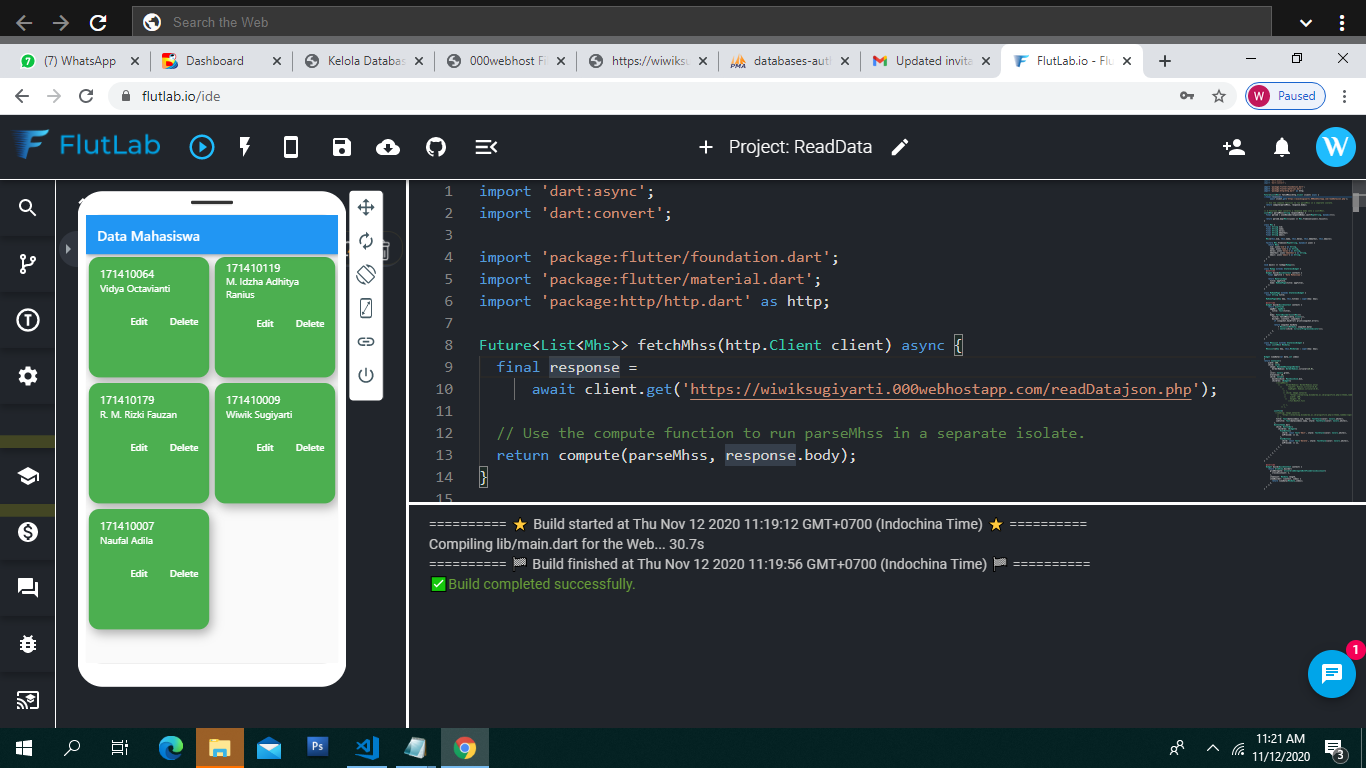 Search the Web
(7) WhatsApp
Dashboard
Kelola Databas
000webhost Fi
https://wiwiksu
databases-auth
Updated invita
FlutLab.io - Flu
flutlab.io/ide
W Paused
FlutLab
Project: ReadData
W
Data Mahasiswa
171410064
Vidya Octavianti
Edit Delete
171410119
M. Idzha Adhitya
Ranius
Edit Delete
171410179
R. M. Rizki Fauzan
Edit Delete
171410009
Wiwik Sugiyarti
Edit Delete
171410007
Naufal Adila
Edit Delete
1 import 'dart:async';
2 import 'dart:convert';
3
4 import 'package:flutter/foundation.dart';
5 import 'package:flutter/material.dart';
6 import 'package:http/http.dart' as http;
7
8 Future<List<Mhs>> fetchMhss(http.Client client) async {
9 final response =
10 await client.get('https://wiwiksugiyarti.000webhostapp.com/readDatajson.php');
11
12 // Use the compute function to run parseMhss in a separate isolate.
13 return compute(parseMhss, response.body);
14 }
15
========== ⭐ Build started at Thu Nov 12 2020 11:19:12 GMT+0700 (Indochina Time) ⭐ ==========
Compiling lib/main.dart for the Web... 30.7s
========== 🏁 Build finished at Thu Nov 12 2020 11:19:56 GMT+0700 (Indochina Time) 🏁 ==========
✅ Build completed successfully.
1
Ps
11:21 AM
11/12/2020
3